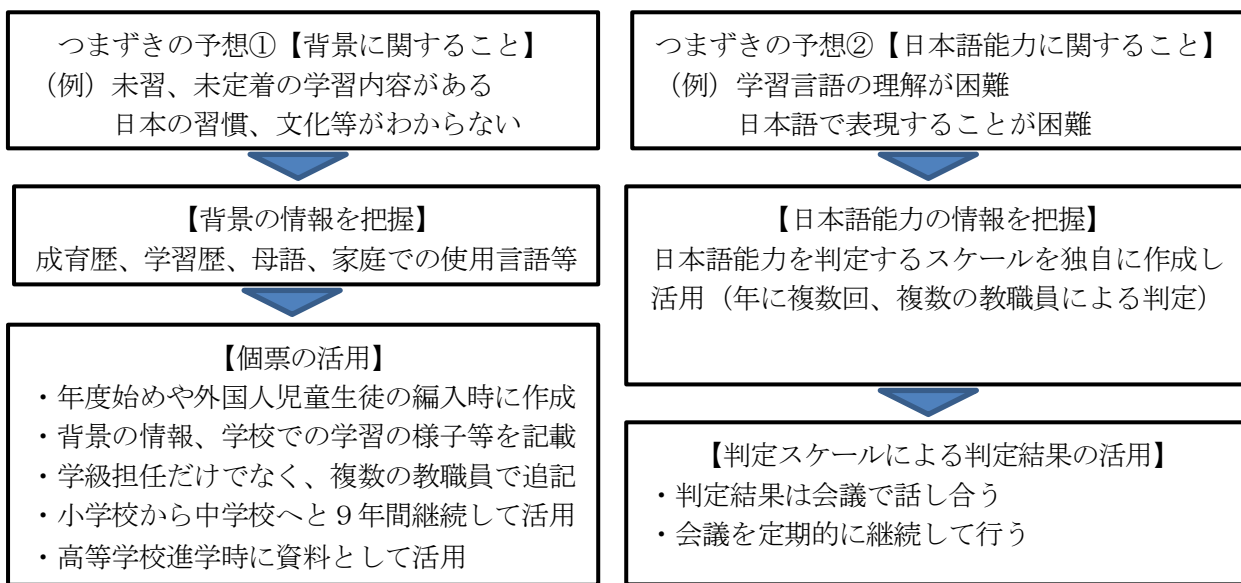 つまずきの予想①【背景に関すること】
（例）未習、未定着の学習内容がある
日本の習慣、文化等がわからない
【背景の情報を把握】
成育歴、学習歴、母語、家庭での使用言語等
【個票の活用】
・年度始めや外国人児童生徒の編入時に作成
・背景の情報、学校での学習の様子等を記載
・学級担任だけでなく、複数の教職員で追記
・小学校から中学校へと９年間継続して活用
・高等学校進学時に資料として活用
つまずきの予想②【日本語能力に関すること】
（例）学習言語の理解が困難
日本語で表現することが困難
【日本語能力の情報を把握】
日本語能力を判定するスケールを独自に作成し
活用（年に複数回、複数の教職員による判定）
【判定スケールによる判定結果の活用】
・判定結果は会議で話し合う
・会議を定期的に継続して行う